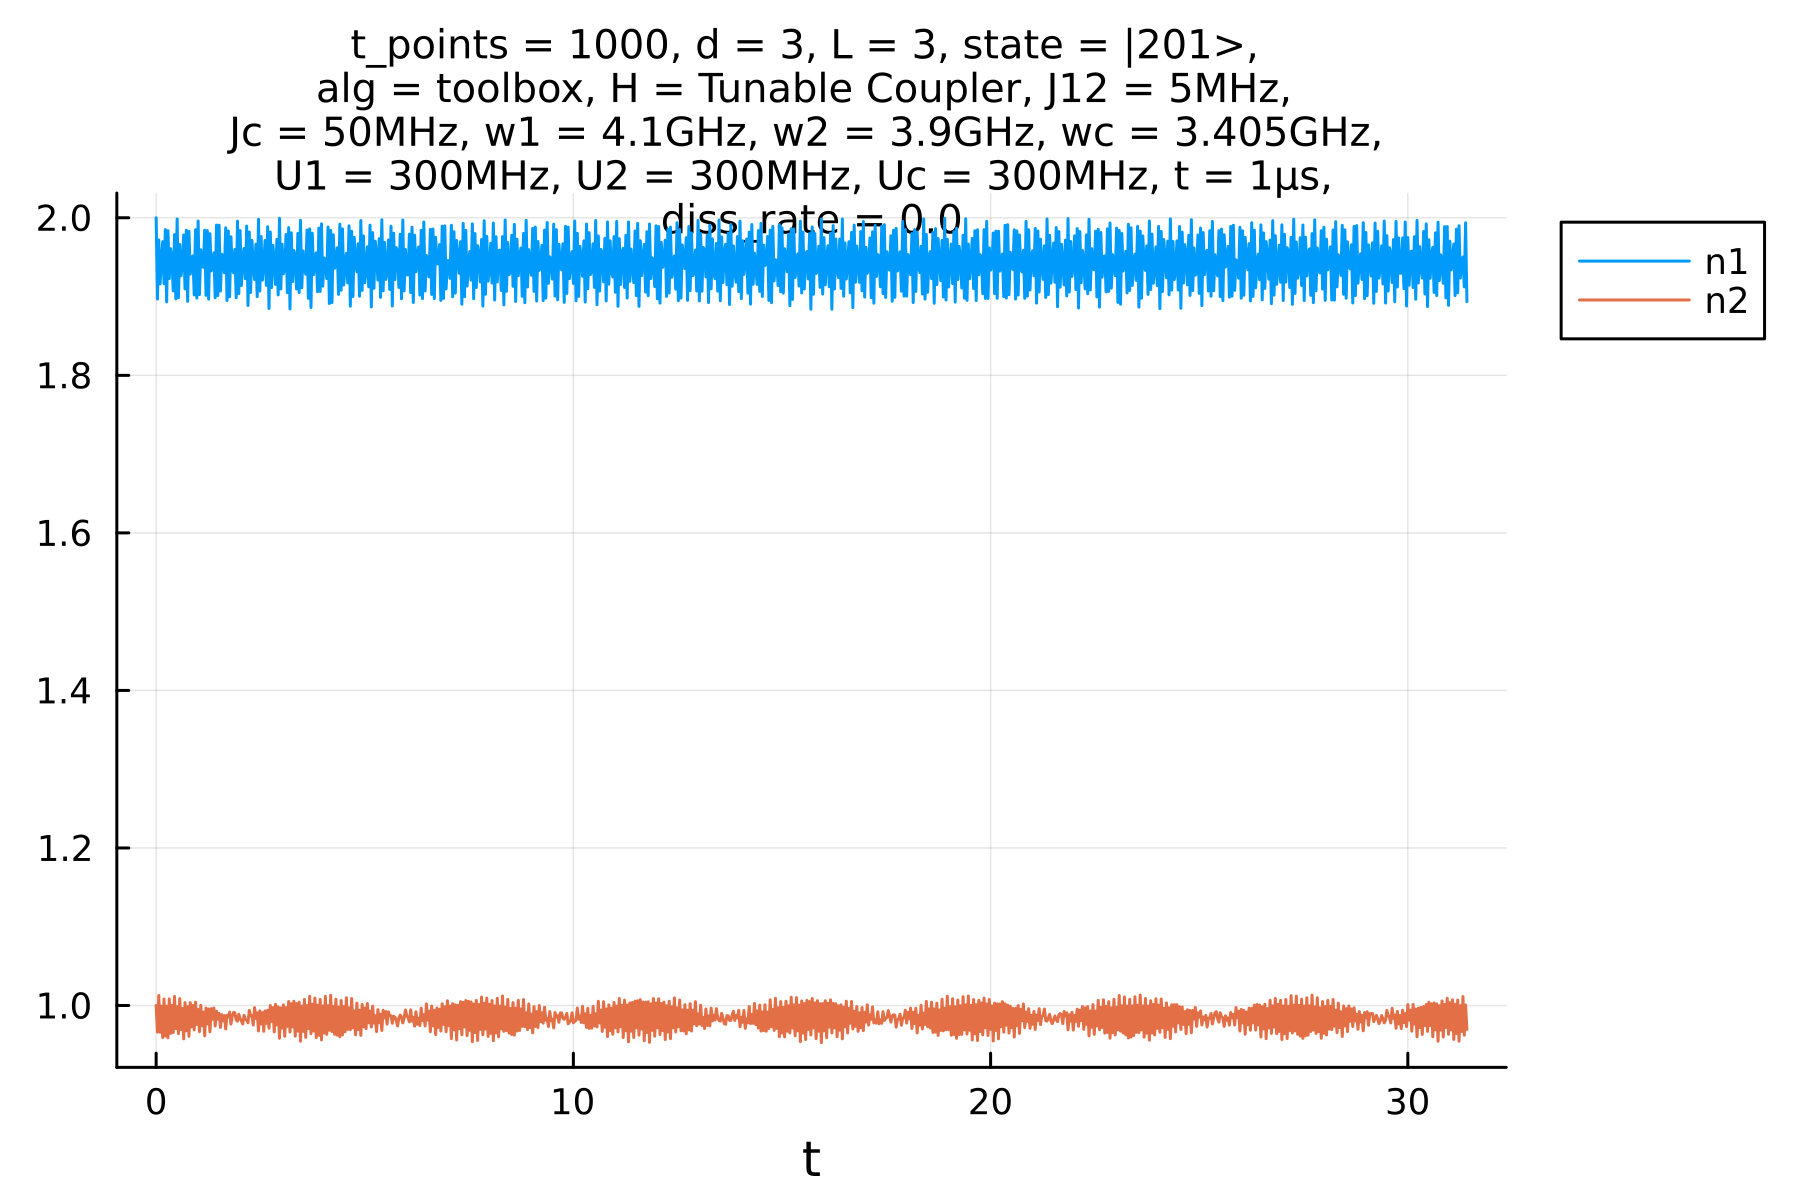 t_points = 1000, d = 3, L = 3, state = |201>,
alg = toolbox, H = Tunable Coupler, J12 = 5MHz,
Jc = 50MHz, w1 = 4.1GHz, w2 = 3.9GHz, wc = 3.405GHz,
U1 = 300MHz, U2 = 300MHz, Uc = 300MHz, t = 1μs,
diss_rate = 0.0
2.0
1.8
1.6
1.4
1.2
1.0
n1
n2
0 10 20 30
t